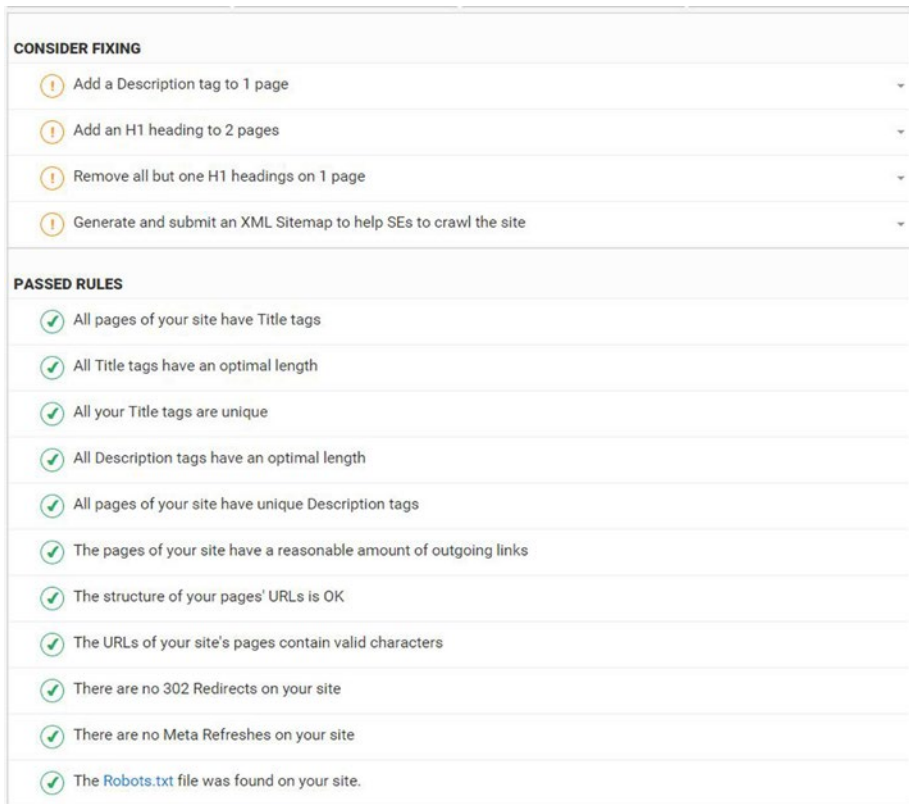 CONSIDER FIXING
Add a Description tag to 1 page
Add an H1 heading to 2 pages
Remove all but one H1 headings on 1 page
Generate and submit an XML Sitemap to help SEs to crawl the site
PASSED RULES
All pages of your site have Title tags
All Title tags have an optimal length
All your Title tags are unique
All Description tags have an optimal length
All pages of your site have unique Description tags
The pages of your site have a reasonable amount of outgoing links
The structure of your pages' URLs is OK
The URLs of your site's pages contain valid characters
There are no 302 Redirects on your site
There are no Meta Refreshes on your site
The Robots.txt file was found on your site.